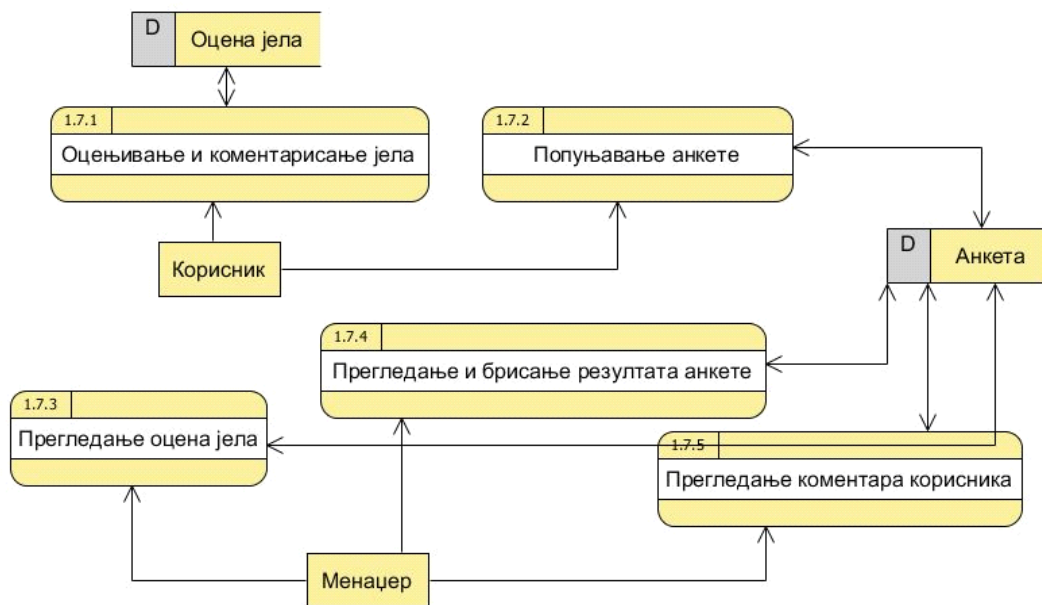 D
Оцена јела
1.7.1
Оцењивање и коментарисање јела
1.7.2
Попуњавање анкете
Корисник
D
Анкета
1.7.4
Прегледање и брисање резултата анкете
1.7.3
Прегледање оцена јела
1.7.5
Прегледање коментара корисника
Менаџер